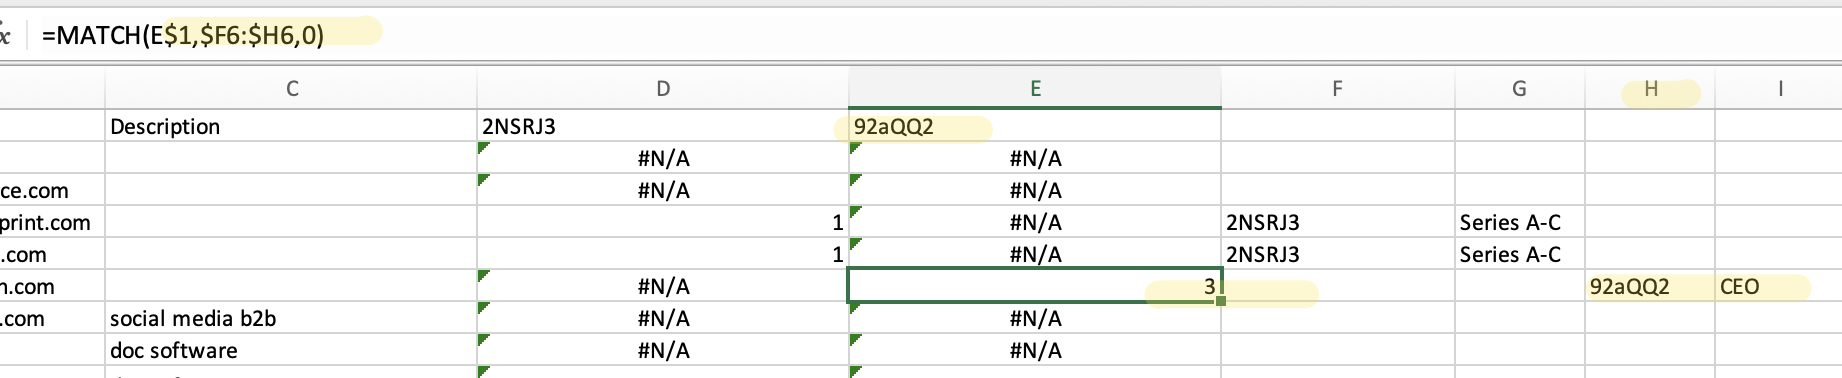 x =MATCH(E$1,$F6:$H6,0)
C D E F G H I
Description 2NSRJ3 92aQQ2
#N/A #N/A
ce.com #N/A #N/A
print.com 1 #N/A 2NSRJ3 Series A-C
.com 1 #N/A 2NSRJ3 Series A-C
n.com #N/A 3 92aQQ2 CEO
.com social media b2b #N/A #N/A
doc software #N/A #N/A